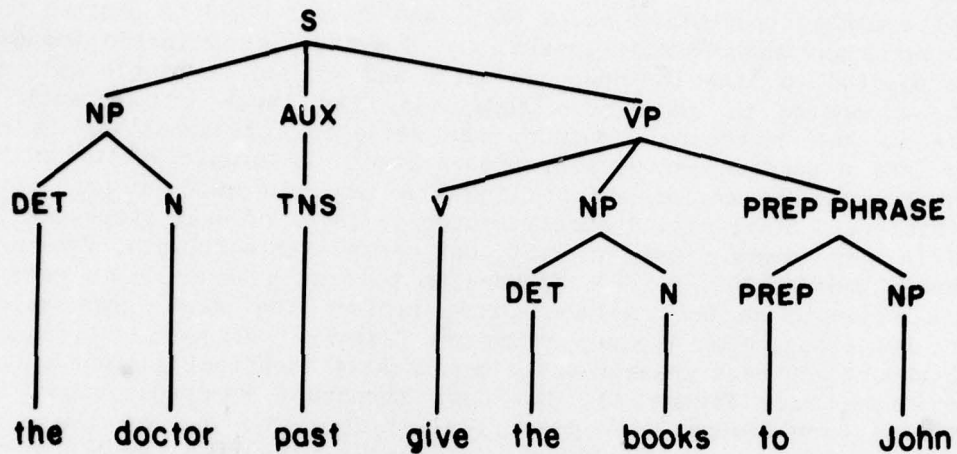 S
NP AUX VP
DET N TNS V NP PREP PHRASE
DET N PREP NP
the doctor past give the books to John